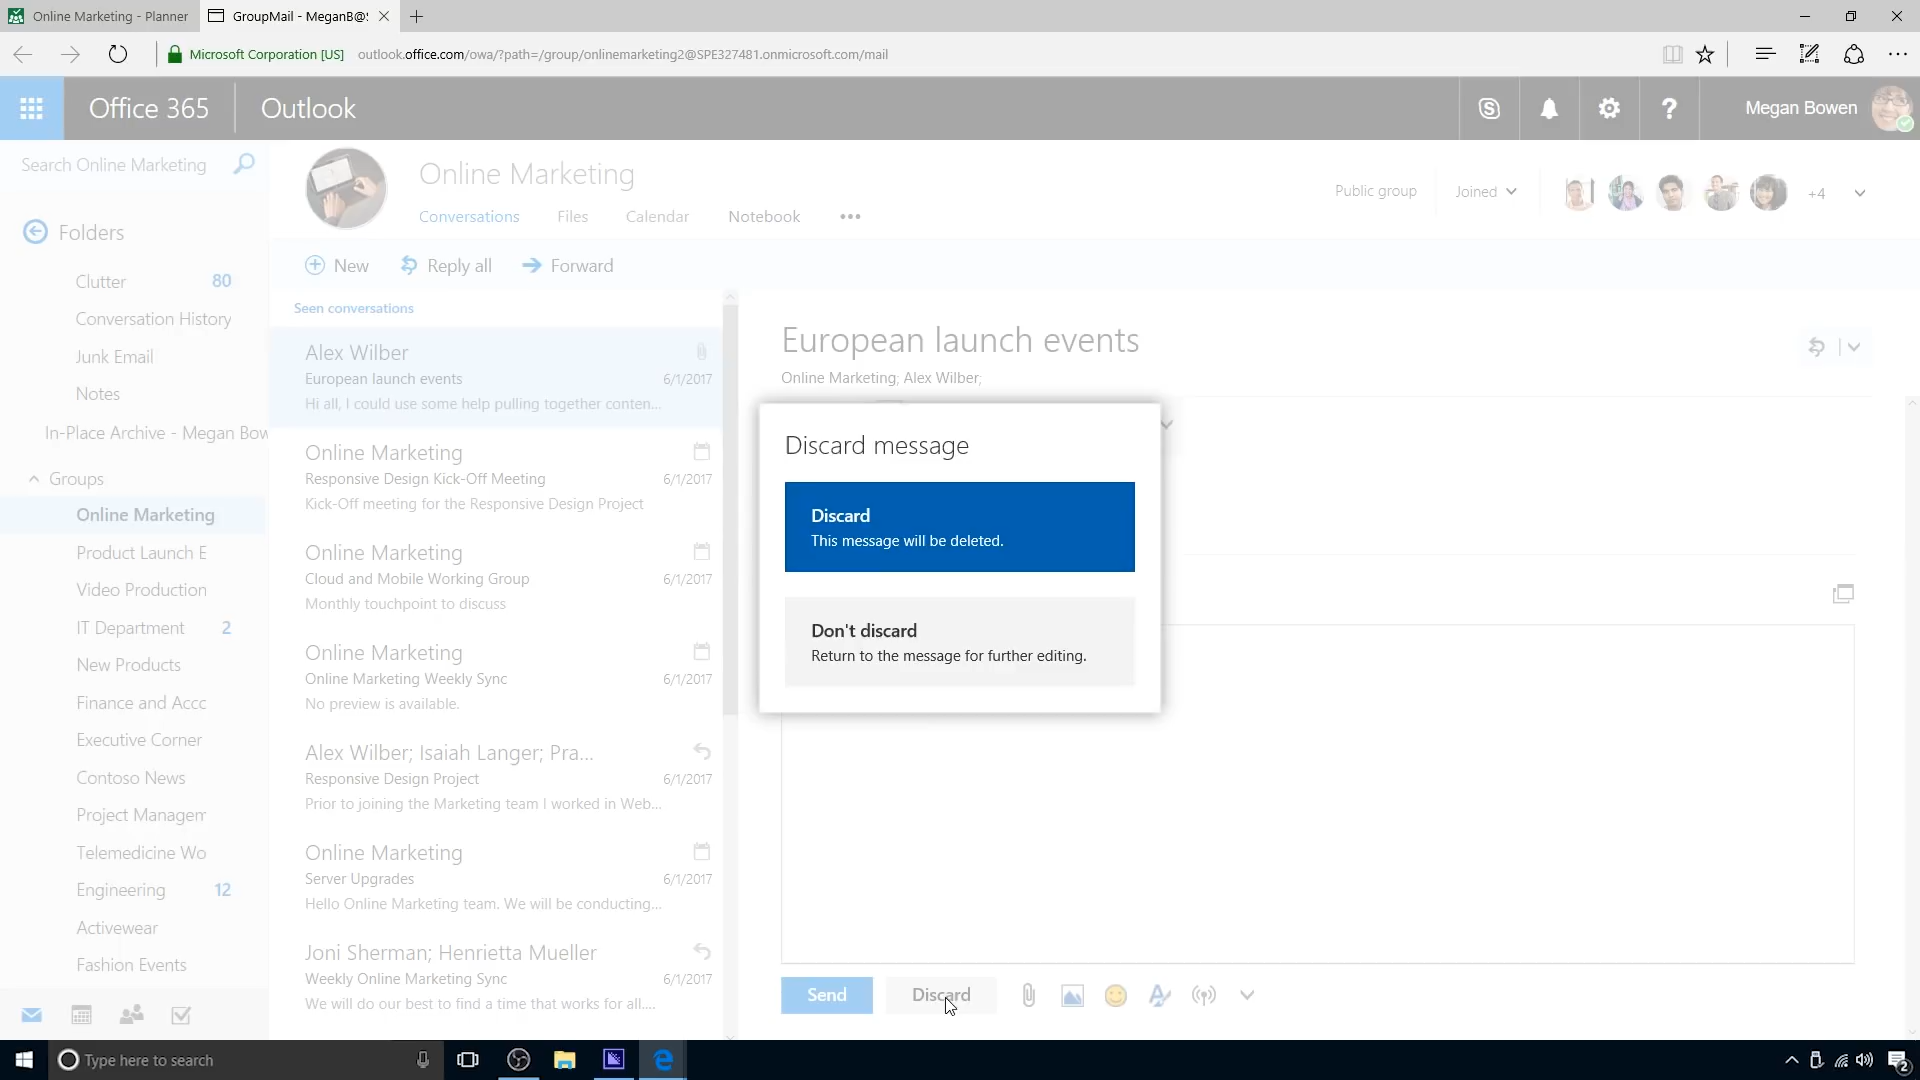 Online Marketing - Planner
GroupMail - MeganB@S
Microsoft Corporation [US]
outlook.office.com/owa/?path=/group/onlinemarketing2@SPE327481.onmicrosoft.com/mail
Office 365
Outlook
Megan Bowen
Search Online Marketing
Folders
Clutter 80
Conversation History
Junk Email
Notes
In-Place Archive - Megan Bow
Groups
Online Marketing
Product Launch E
Video Production
IT Department 2
New Products
Finance and Accc
Executive Corner
Contoso News
Project Managem
Telemedicine Wo
Engineering 12
Activewear
Fashion Events
Online Marketing
Conversations Files Calendar Notebook •••
Public group
Joined
+4
New Reply all Forward
Seen conversations
Alex Wilber
European launch events 6/1/2017
Hi all, I could use some help pulling together conten...
Online Marketing
Responsive Design Kick-Off Meeting 6/1/2017
Kick-Off meeting for the Responsive Design Project
Online Marketing
Cloud and Mobile Working Group 6/1/2017
Monthly touchpoint to discuss
Online Marketing
Online Marketing Weekly Sync 6/1/2017
No preview is available.
Alex Wilber; Isaiah Langer; Pra...
Responsive Design Project 6/1/2017
Prior to joining the Marketing team I worked in Web...
Online Marketing
Server Upgrades 6/1/2017
Hello Online Marketing team. We will be conducting...
Joni Sherman; Henrietta Mueller
Weekly Online Marketing Sync 6/1/2017
We will do our best to find a time that works for all....
European launch events
Online Marketing; Alex Wilber;
Discard message
Discard
This message will be deleted.
Don't discard
Return to the message for further editing.
Send Discard
Type here to search
2